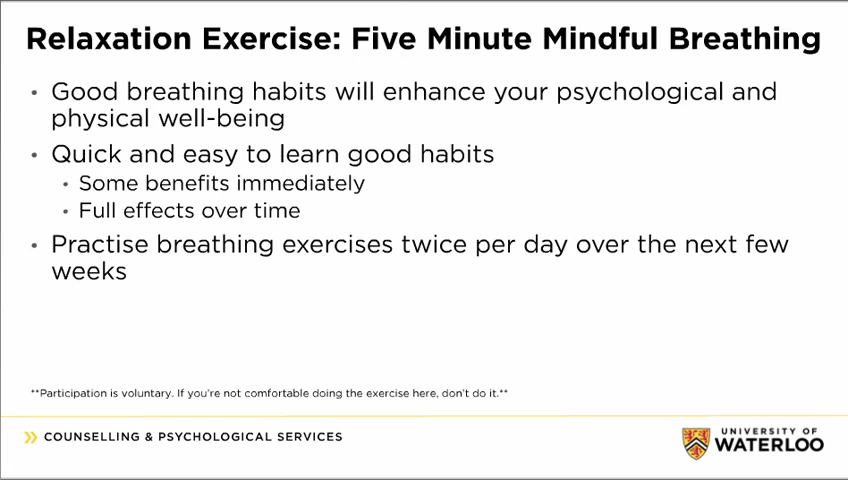 Relaxation Exercise: Five Minute Mindful Breathing
• Good breathing habits will enhance your psychological and
physical well-being
• Quick and easy to learn good habits
• Some benefits immediately
• Full effects over time
• Practise breathing exercises twice per day over the next few
weeks
**Participation is voluntary. If you're not comfortable doing the exercise here, don't do it.**
COUNSELLING & PSYCHOLOGICAL SERVICES
UNIVERSITY OF
WATERLOO